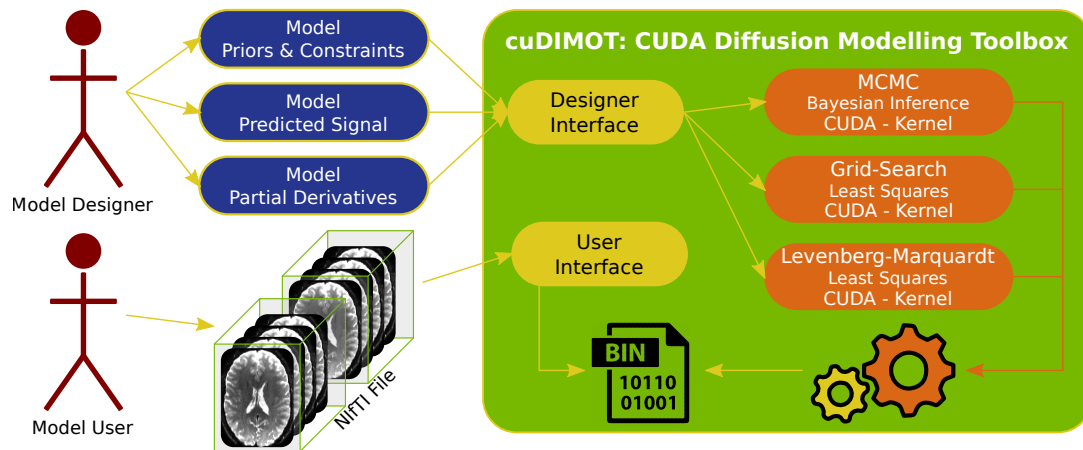 Model
Priors & Constraints
Model
Predicted Signal
Model
Partial Derivatives
Model Designer
Model User
NIfTI File
cuDIMOT: CUDA Diffusion Modelling Toolbox
Designer
Interface
User
Interface
MCMC
Bayesian Inference
CUDA - Kernel
Grid-Search
Least Squares
CUDA - Kernel
Levenberg-Marquardt
Least Squares
CUDA - Kernel
BIN
10110
01001